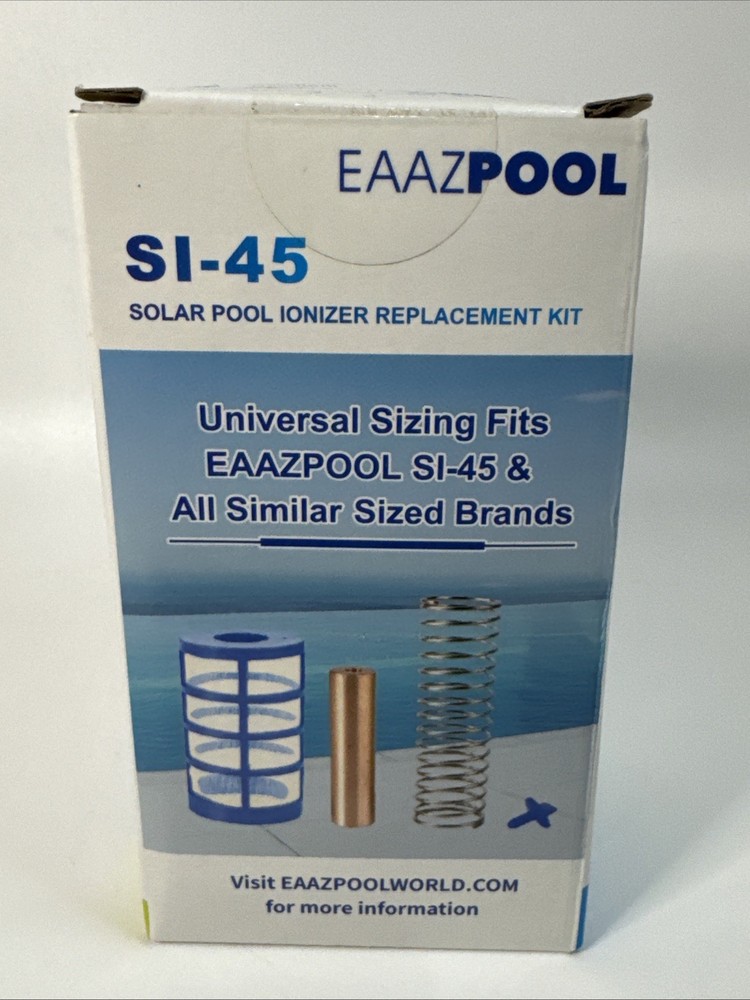 EAAZPOOL
SI-45
SOLAR POOL IONIZER REPLACEMENT KIT
Universal Sizing Fits
EAAZPOOL SI-45 &
All Similar Sized Brands
Visit EAAZPOOLWORLD.COM
for more information